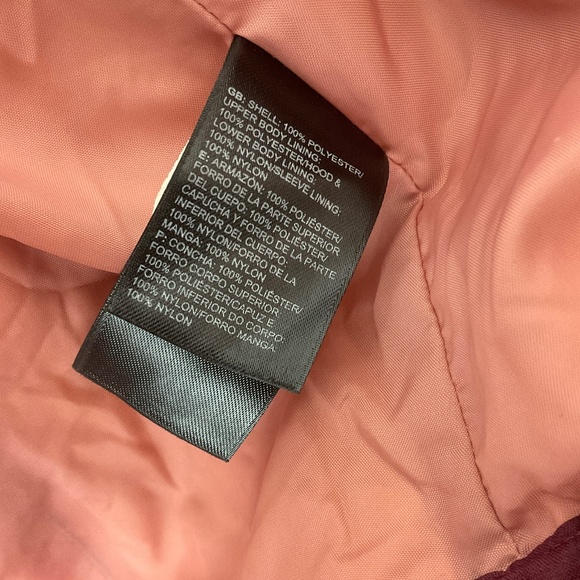 GB: SHELL: 100% POLYESTER/
UPPER BODY LINING:
100% POLYESTER/HOOD &
LOWER BODY LINING:
100% NYLON/SLEEVE LINING:
100% NYLON
E: ARMAZON: 100% POLIÉSTER/
FORRO DE LA PARTE SUPERIOR
DEL CUERPO: 100% POLIÉSTER/
CAPUCHA Y FORRO DE LA PARTE
INFERIOR DEL CUERPO:
100% NYLON/FORRO DE LA
MANGA: 100% NYLON
P: CONCHA: 100% POLIÉSTER/
FORRO CORPO SUPERIOR:
100% POLIÉSTER/CAPUZ E
FORRO INFERIOR DO CORPO:
100% NYLON/FORRO MANGA:
100% NYLON